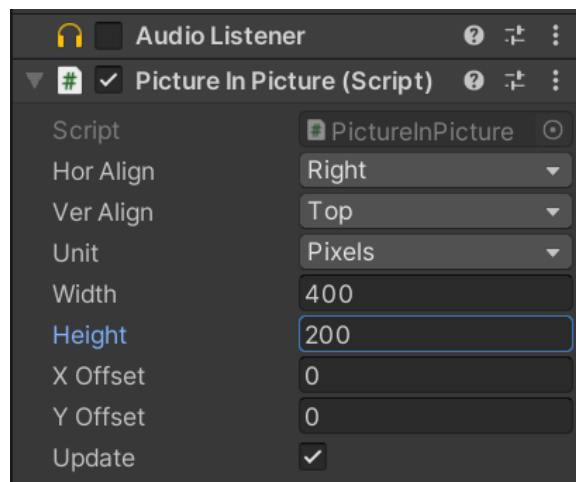 Audio Listener
# Picture In Picture (Script)
Script # PictureInPicture
Hor Align Right
Ver Align Top
Unit Pixels
Width 400
Height 200
X Offset 0
Y Offset 0
Update